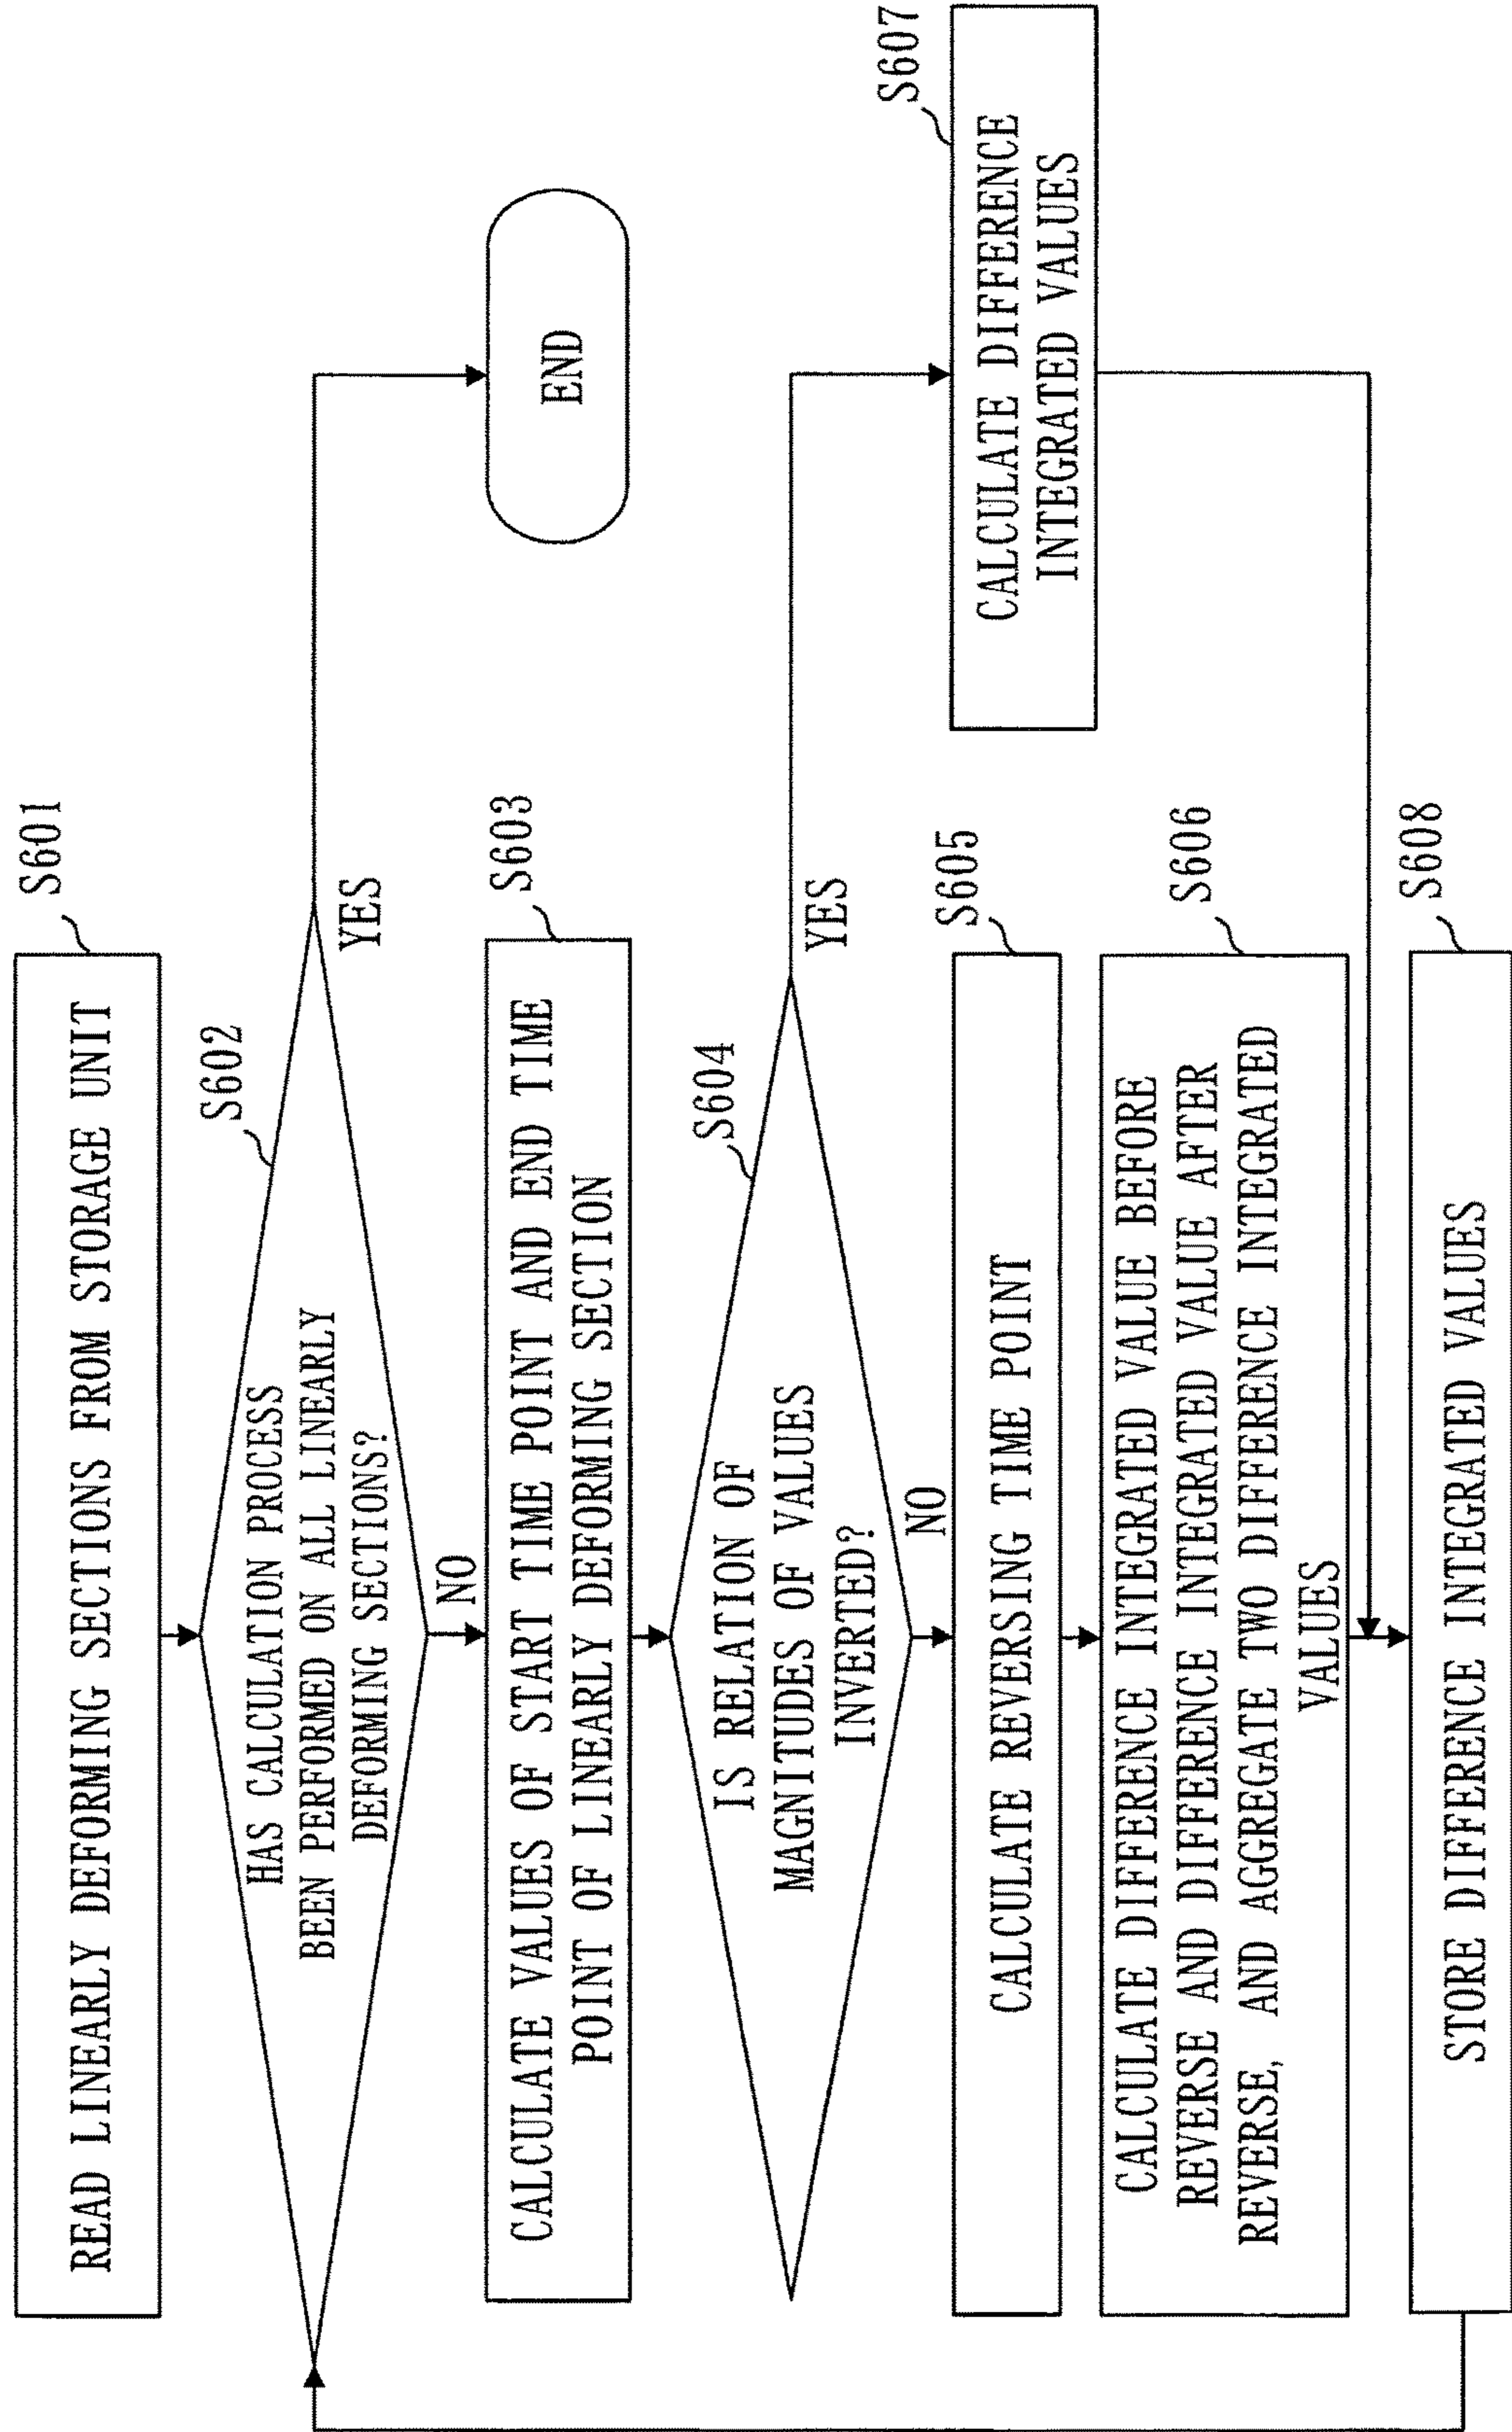 S601
READ LINEARLY DEFORMING SECTIONS FROM STORAGE UNIT
S602
HAS CALCULATION PROCESS
BEEN PERFORMED ON ALL LINEARLY
DEFORMING SECTIONS?
YES
NO
END
S603
CALCULATE VALUES OF START TIME POINT AND END TIME
POINT OF LINEARLY DEFORMING SECTION
S604
IS RELATION OF
MAGNITUDES OF VALUES
INVERTED?
YES
NO
S607
CALCULATE DIFFERENCE
INTEGRATED VALUES
S605
CALCULATE REVERSING TIME POINT
S606
CALCULATE DIFFERENCE INTEGRATED VALUE BEFORE
REVERSE AND DIFFERENCE INTEGRATED VALUE AFTER
REVERSE, AND AGGREGATE TWO DIFFERENCE INTEGRATED
VALUES
S608
STORE DIFFERENCE INTEGRATED VALUES